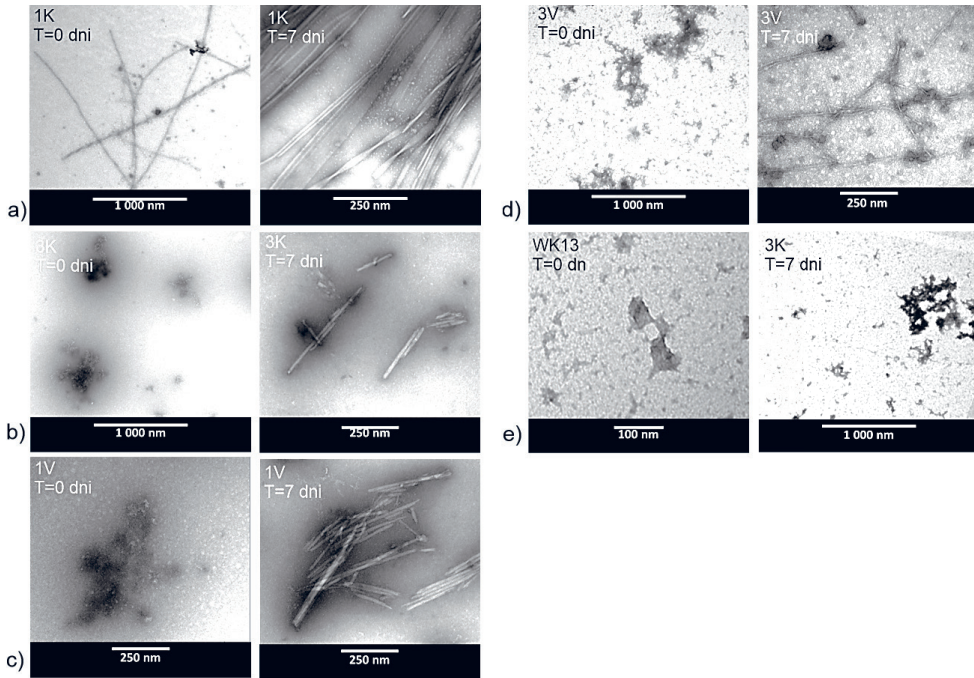 1K
T=0 dni
1 000 nm
1K
T=7 dni
250 nm
a)
3K
T=0 dni
1 000 nm
3K
T=7 dni
250 nm
b)
1V
T=0 dni
250 nm
1V
T=7 dni
250 nm
c)
3V
T=0 dni
1 000 nm
3V
T=7 dni
250 nm
d)
WK13
T=0 dn
100 nm
3K
T=7 dni
1 000 nm
e)